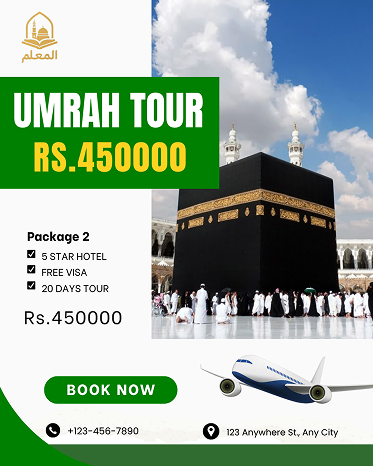 المعلم
UMRAH TOUR
RS.450000
Package 2
5 STAR HOTEL
FREE VISA
20 DAYS TOUR
Rs.450000
BOOK NOW
+123-456-7890
123 Anywhere St., Any City